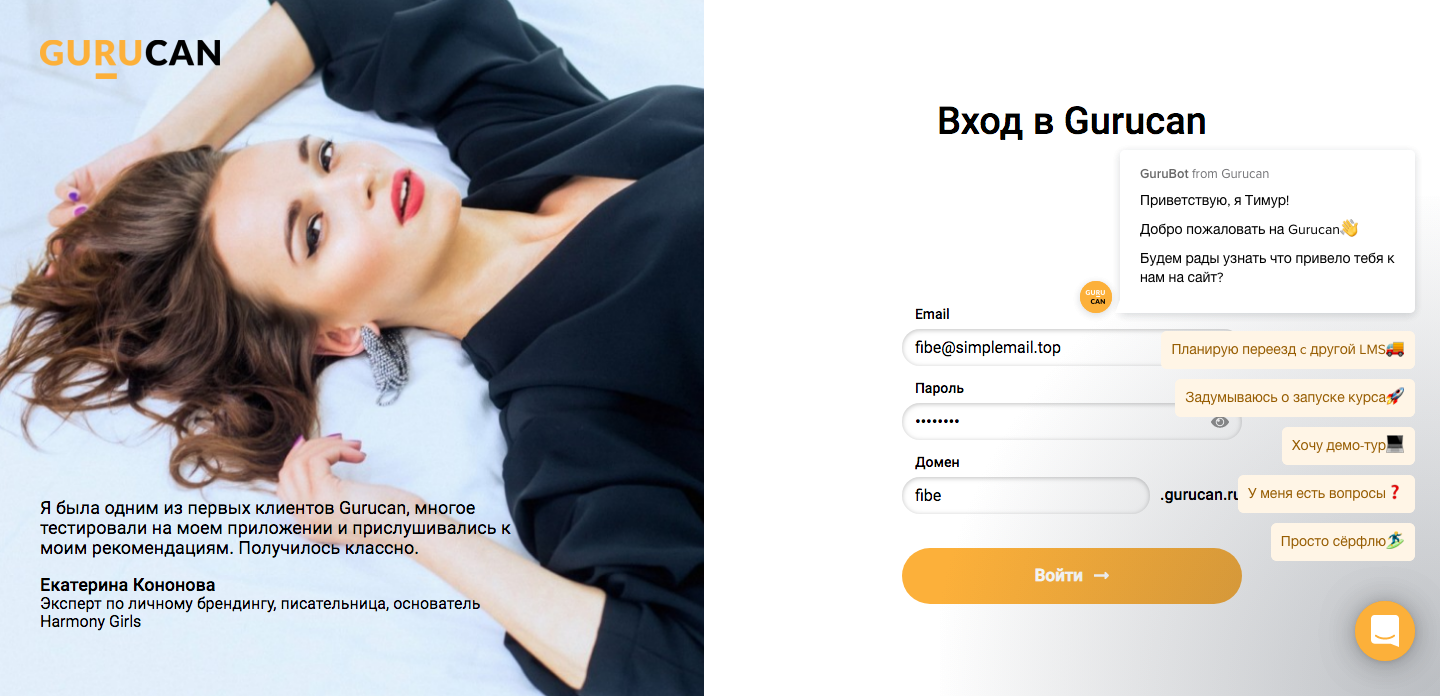 GURUCAN
Я была одним из первых клиентов Gurucan, многое
тестировали на моем приложении и прислушивались к
моим рекомендациям. Получилось классно.
Екатерина Кононова
Эксперт по личному брендингу, писательница, основатель
Harmony Girls
Вход в Gurucan
GuruBot from Gurucan
Приветствую, я Тимур!
Добро пожаловать на Gurucan👋
Будем рады узнать что привело тебя к
нам на сайт?
GURU
CAN
Email
fibe@simplemail.top
Планирую переезд с другой LMS🚚
Пароль
••••••••
Задумываюсь о запуске курса🚀
Хочу демо-тур💻
Домен
fibe
.gurucan.ru
У меня есть вопросы❓
Просто сёрфлю🏄
Войти →